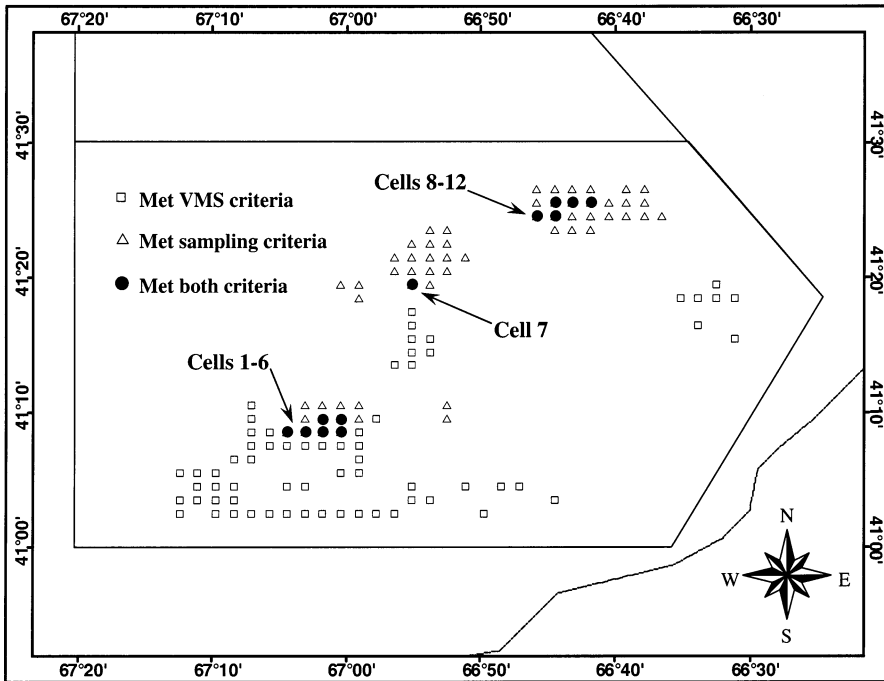 67°20' 67°10' 67°00' 66°50' 66°40' 66°30'
41°30' 41°30'
Cells 8-12
Met VMS criteria
Met sampling criteria
41°20' 41°20'
Met both criteria
Cell 7
Cells 1-6
41°10' 41°10'
N
41°00' 41°00'
W E
S
67°20' 67°10' 67°00' 66°50' 66°40' 66°30'